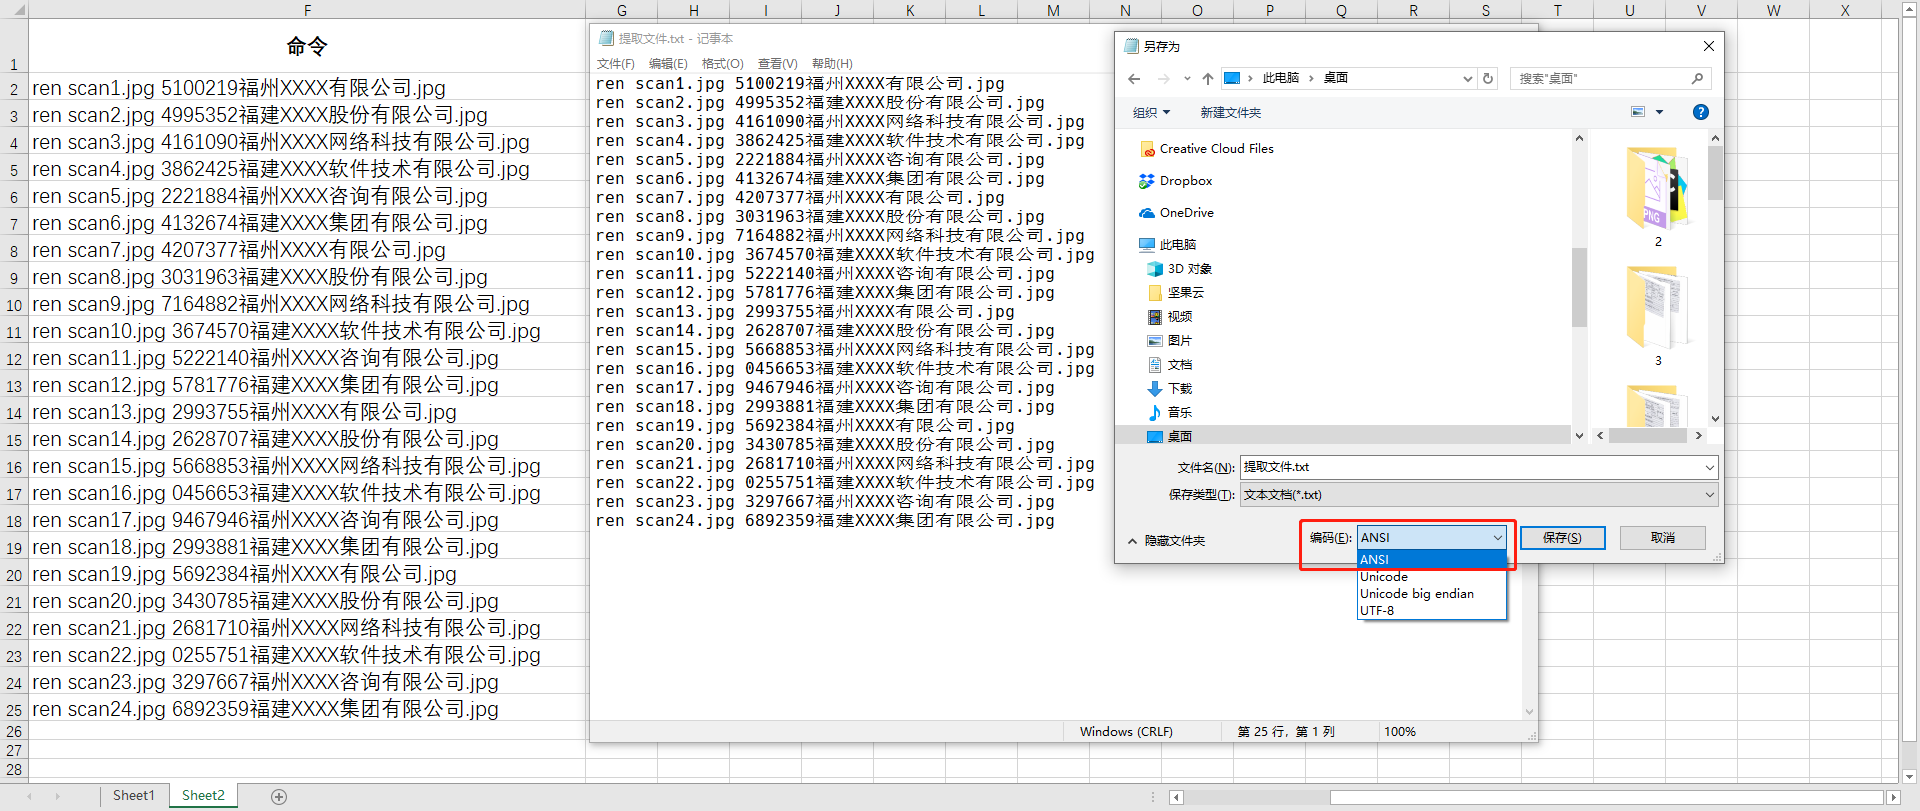 F G H I J K L M N O P Q R S T U V W X
1 命令
2 ren scan1.jpg 5100219福州XXXX有限公司.jpg
3 ren scan2.jpg 4995352福建XXXX股份有限公司.jpg
4 ren scan3.jpg 4161090福州XXXX网络科技有限公司.jpg
5 ren scan4.jpg 3862425福建XXXX软件技术有限公司.jpg
6 ren scan5.jpg 2221884福州XXXX咨询有限公司.jpg
7 ren scan6.jpg 4132674福建XXXX集团有限公司.jpg
8 ren scan7.jpg 4207377福州XXXX有限公司.jpg
9 ren scan8.jpg 3031963福建XXXX股份有限公司.jpg
10 ren scan9.jpg 7164882福州XXXX网络科技有限公司.jpg
11 ren scan10.jpg 3674570福建XXXX软件技术有限公司.jpg
12 ren scan11.jpg 5222140福州XXXX咨询有限公司.jpg
13 ren scan12.jpg 5781776福建XXXX集团有限公司.jpg
14 ren scan13.jpg 2993755福州XXXX有限公司.jpg
15 ren scan14.jpg 2628707福建XXXX股份有限公司.jpg
16 ren scan15.jpg 5668853福州XXXX网络科技有限公司.jpg
17 ren scan16.jpg 0456653福建XXXX软件技术有限公司.jpg
18 ren scan17.jpg 9467946福州XXXX咨询有限公司.jpg
19 ren scan18.jpg 2993881福建XXXX集团有限公司.jpg
20 ren scan19.jpg 5692384福州XXXX有限公司.jpg
21 ren scan20.jpg 3430785福建XXXX股份有限公司.jpg
22 ren scan21.jpg 2681710福州XXXX网络科技有限公司.jpg
23 ren scan22.jpg 0255751福建XXXX软件技术有限公司.jpg
24 ren scan23.jpg 3297667福州XXXX咨询有限公司.jpg
25 ren scan24.jpg 6892359福建XXXX集团有限公司.jpg
26
27
28
Sheet1 Sheet2
提取文件.txt - 记事本
文件(F) 编辑(E) 格式(O) 查看(V) 帮助(H)
ren scan1.jpg 5100219福州XXXX有限公司.jpg
ren scan2.jpg 4995352福建XXXX股份有限公司.jpg
ren scan3.jpg 4161090福州XXXX网络科技有限公司.jpg
ren scan4.jpg 3862425福建XXXX软件技术有限公司.jpg
ren scan5.jpg 2221884福州XXXX咨询有限公司.jpg
ren scan6.jpg 4132674福建XXXX集团有限公司.jpg
ren scan7.jpg 4207377福州XXXX有限公司.jpg
ren scan8.jpg 3031963福建XXXX股份有限公司.jpg
ren scan9.jpg 7164882福州XXXX网络科技有限公司.jpg
ren scan10.jpg 3674570福建XXXX软件技术有限公司.jpg
ren scan11.jpg 5222140福州XXXX咨询有限公司.jpg
ren scan12.jpg 5781776福建XXXX集团有限公司.jpg
ren scan13.jpg 2993755福州XXXX有限公司.jpg
ren scan14.jpg 2628707福建XXXX股份有限公司.jpg
ren scan15.jpg 5668853福州XXXX网络科技有限公司.jpg
ren scan16.jpg 0456653福建XXXX软件技术有限公司.jpg
ren scan17.jpg 9467946福州XXXX咨询有限公司.jpg
ren scan18.jpg 2993881福建XXXX集团有限公司.jpg
ren scan19.jpg 5692384福州XXXX有限公司.jpg
ren scan20.jpg 3430785福建XXXX股份有限公司.jpg
ren scan21.jpg 2681710福州XXXX网络科技有限公司.jpg
ren scan22.jpg 0255751福建XXXX软件技术有限公司.jpg
ren scan23.jpg 3297667福州XXXX咨询有限公司.jpg
ren scan24.jpg 6892359福建XXXX集团有限公司.jpg
Windows (CRLF) 第 25 行，第 1 列 100%
另存为
此电脑 桌面 搜索"桌面"
组织 新建文件夹
Creative Cloud Files
Dropbox
OneDrive
此电脑
3D 对象
坚果云
视频
图片
文档
下载
音乐
桌面
PNG
2
3
文件名(N): 提取文件.txt
保存类型(T): 文本文档(*.txt)
隐藏文件夹 编码(E): ANSI 保存(S) 取消
ANSI
Unicode
Unicode big endian
UTF-8